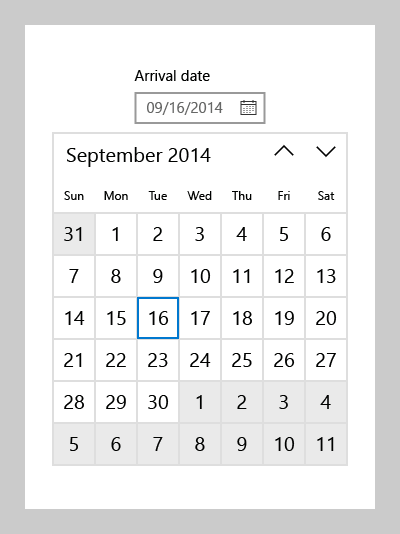 Arrival date
09/16/2014
September 2014
Sun Mon Tue Wed Thu Fri Sat
31 1 2 3 4 5 6
7 8 9 10 11 12 13
14 15 16 17 18 19 20
21 22 23 24 25 26 27
28 29 30 1 2 3 4
5 6 7 8 9 10 11